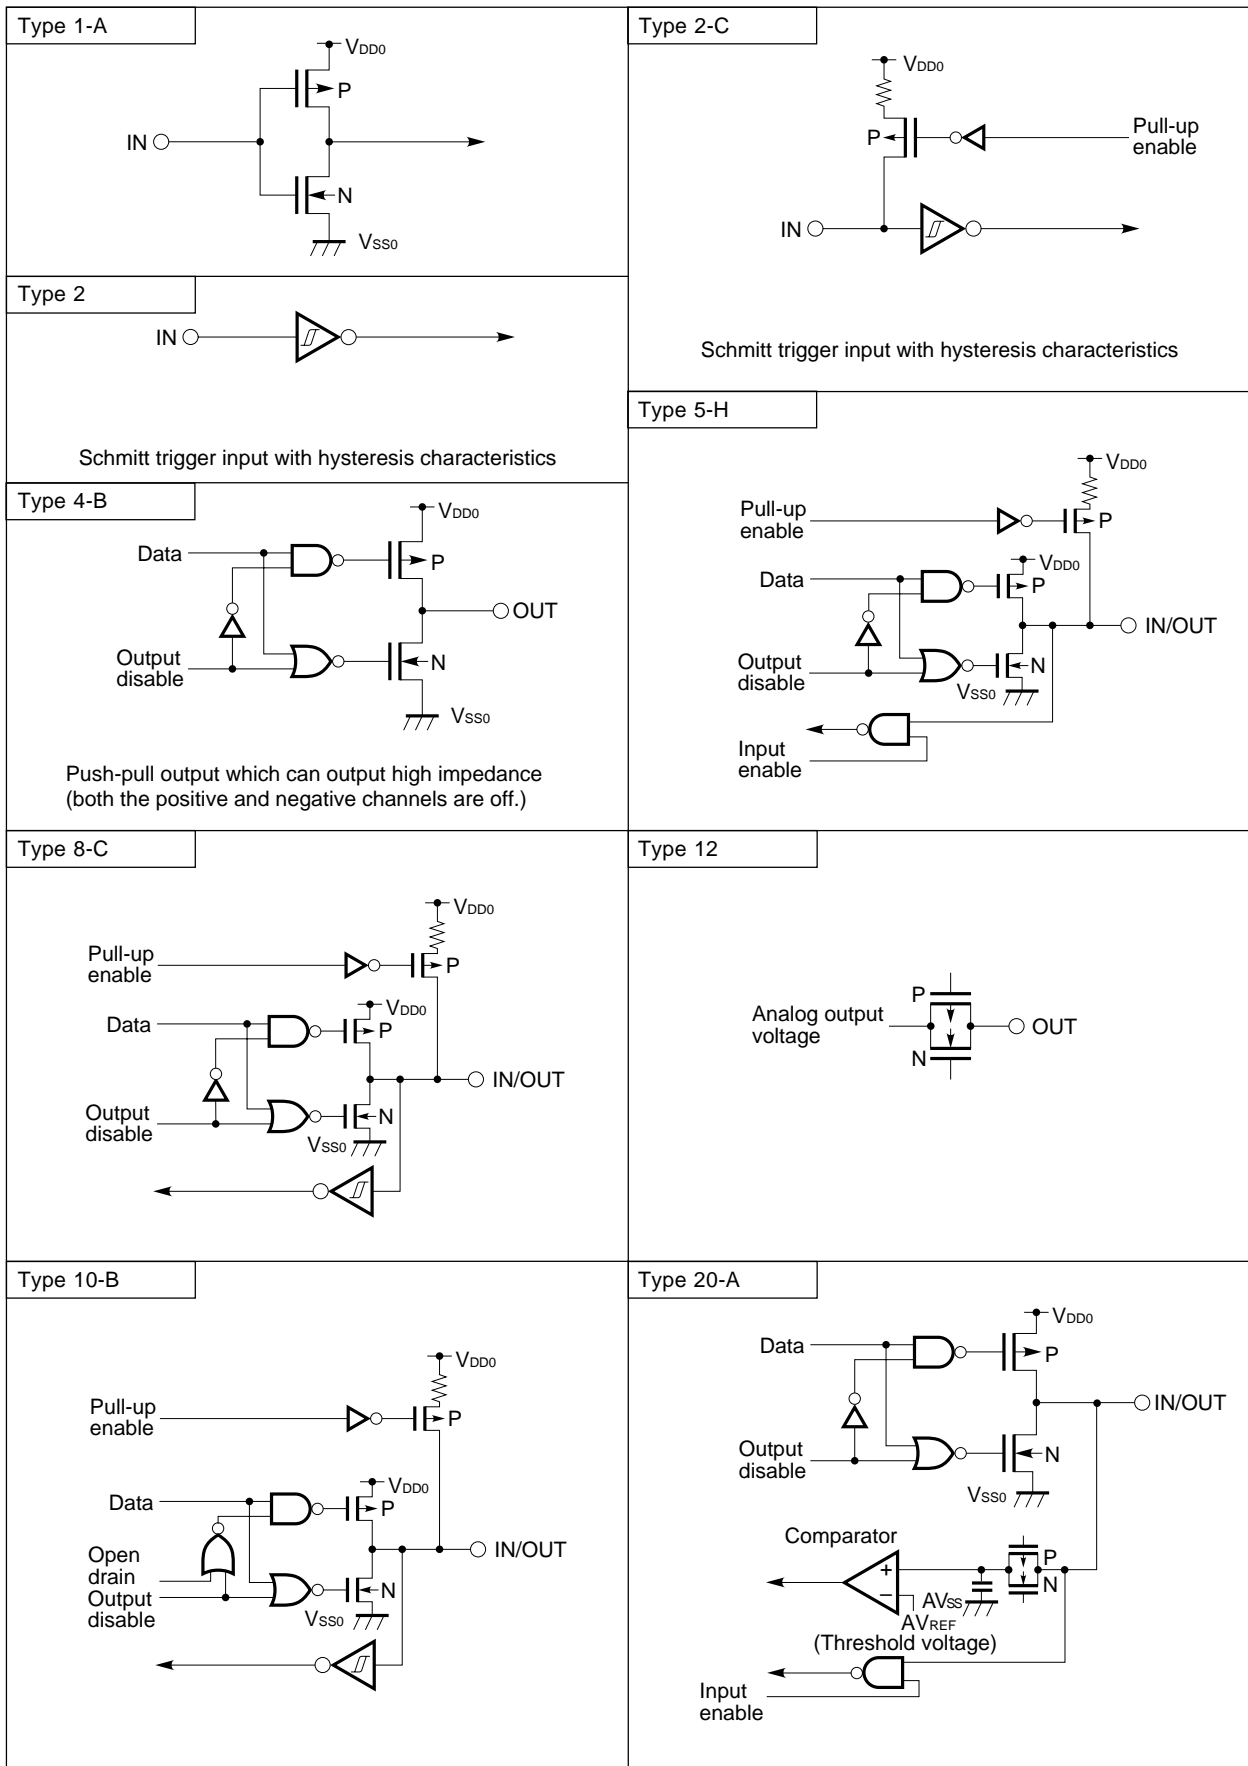 Type 1-A
VDD0
P
IN
N
VSS0
Type 2-C
VDD0
P
Pull-up
enable
IN
Schmitt trigger input with hysteresis characteristics
Type 2
IN
Schmitt trigger input with hysteresis characteristics
Type 5-H
VDD0
Pull-up
enable
P
VDD0
Data
P
IN/OUT
Output
disable
N
VSS0
Input
enable
Type 4-B
VDD0
Data
P
OUT
Output
disable
N
VSS0
Push-pull output which can output high impedance
(both the positive and negative channels are off.)
Type 8-C
VDD0
Pull-up
enable
P
VDD0
Data
P
IN/OUT
Output
disable
N
VSS0
Type 12
P
Analog output
voltage
OUT
N
Type 10-B
VDD0
Pull-up
enable
P
VDD0
Data
P
Open
drain
IN/OUT
Output
disable
N
VSS0
Type 20-A
VDD0
Data
P
IN/OUT
Output
disable
N
VSS0
Comparator
P
+
N
−
AVSS
AVREF
(Threshold voltage)
Input
enable